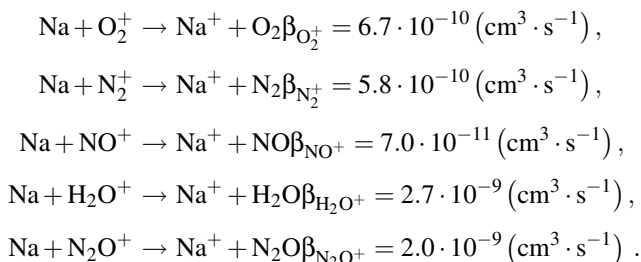 Na + O₂⁺ → Na⁺ + O₂β_{O₂⁺} = 6.7 · 10⁻¹⁰ (cm³ · s⁻¹),
Na + N₂⁺ → Na⁺ + N₂β_{N₂⁺} = 5.8 · 10⁻¹⁰ (cm³ · s⁻¹),
Na + NO⁺ → Na⁺ + NOβ_{NO⁺} = 7.0 · 10⁻¹¹ (cm³ · s⁻¹),
Na + H₂O⁺ → Na⁺ + H₂Oβ_{H₂O⁺} = 2.7 · 10⁻⁹ (cm³ · s⁻¹),
Na + N₂O⁺ → Na⁺ + N₂Oβ_{N₂O⁺} = 2.0 · 10⁻⁹ (cm³ · s⁻¹) .